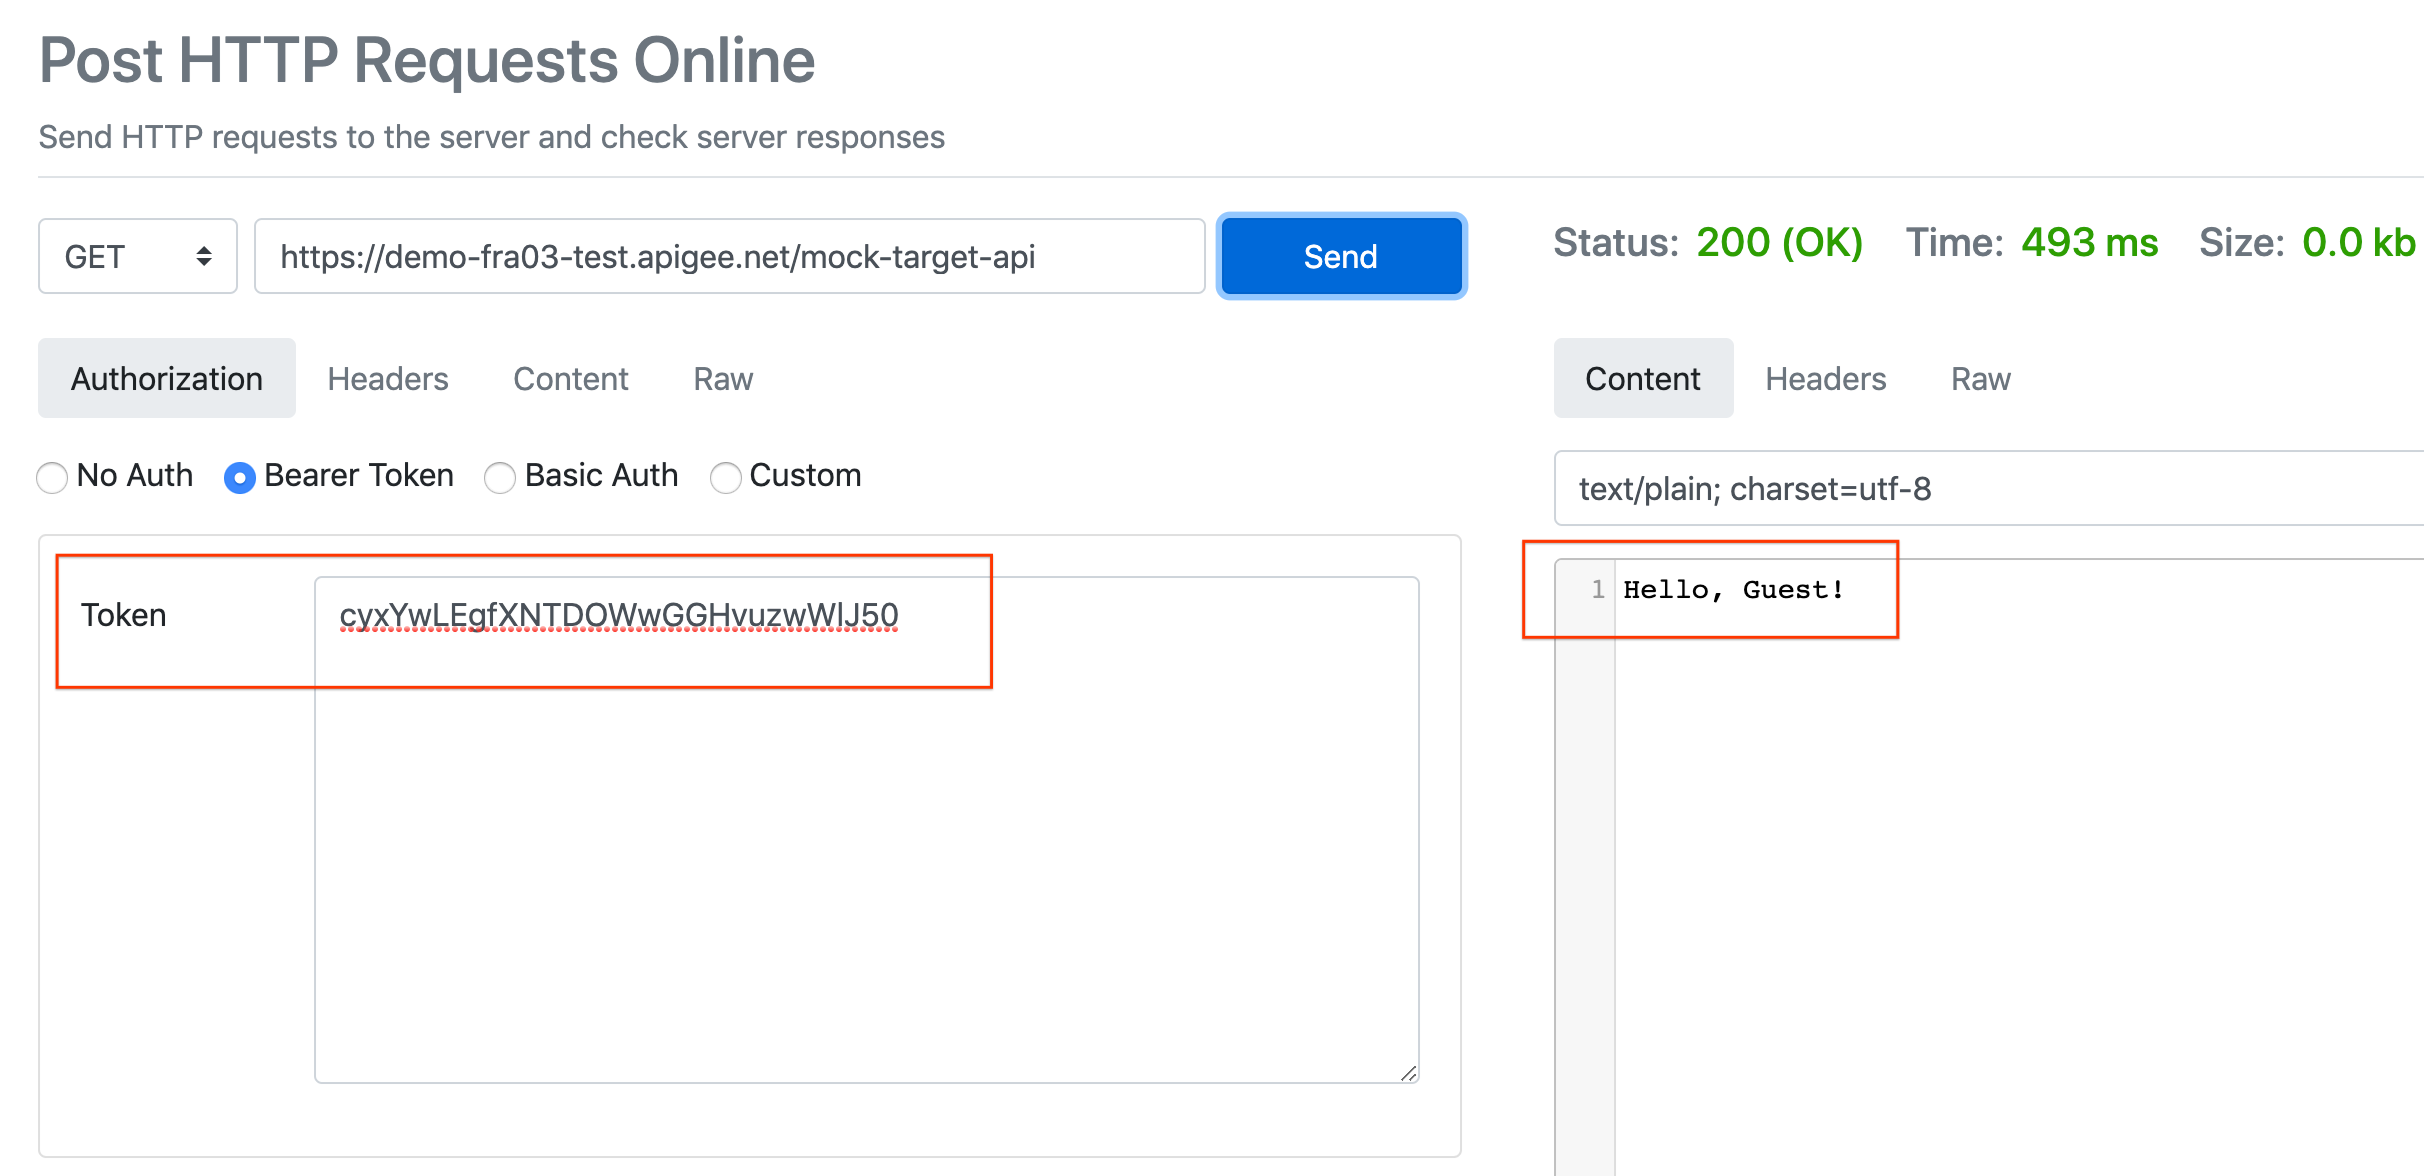 Post HTTP Requests Online
Send HTTP requests to the server and check server responses
GET
https://demo-fra03-test.apigee.net/mock-target-api
Send
Status: 200 (OK) Time: 493 ms Size: 0.0 kb
Authorization Headers Content Raw
No Auth Bearer Token Basic Auth Custom
Token
cyxYwLEgfXNTDOWwGGHvuzwWlJ50
Content Headers Raw
text/plain; charset=utf-8
1 Hello, Guest!